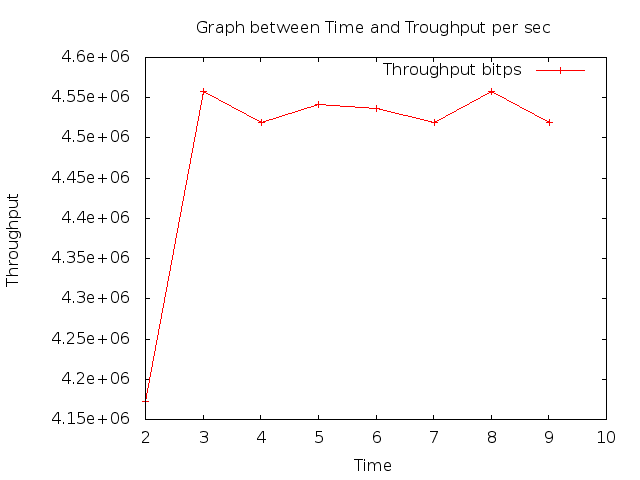 Graph between Time and Troughput per sec
Throughput bitps
4.6e+06
4.55e+06
4.5e+06
4.45e+06
4.4e+06
4.35e+06
4.3e+06
4.25e+06
4.2e+06
4.15e+06
Throughput
2 3 4 5 6 7 8 9 10
Time